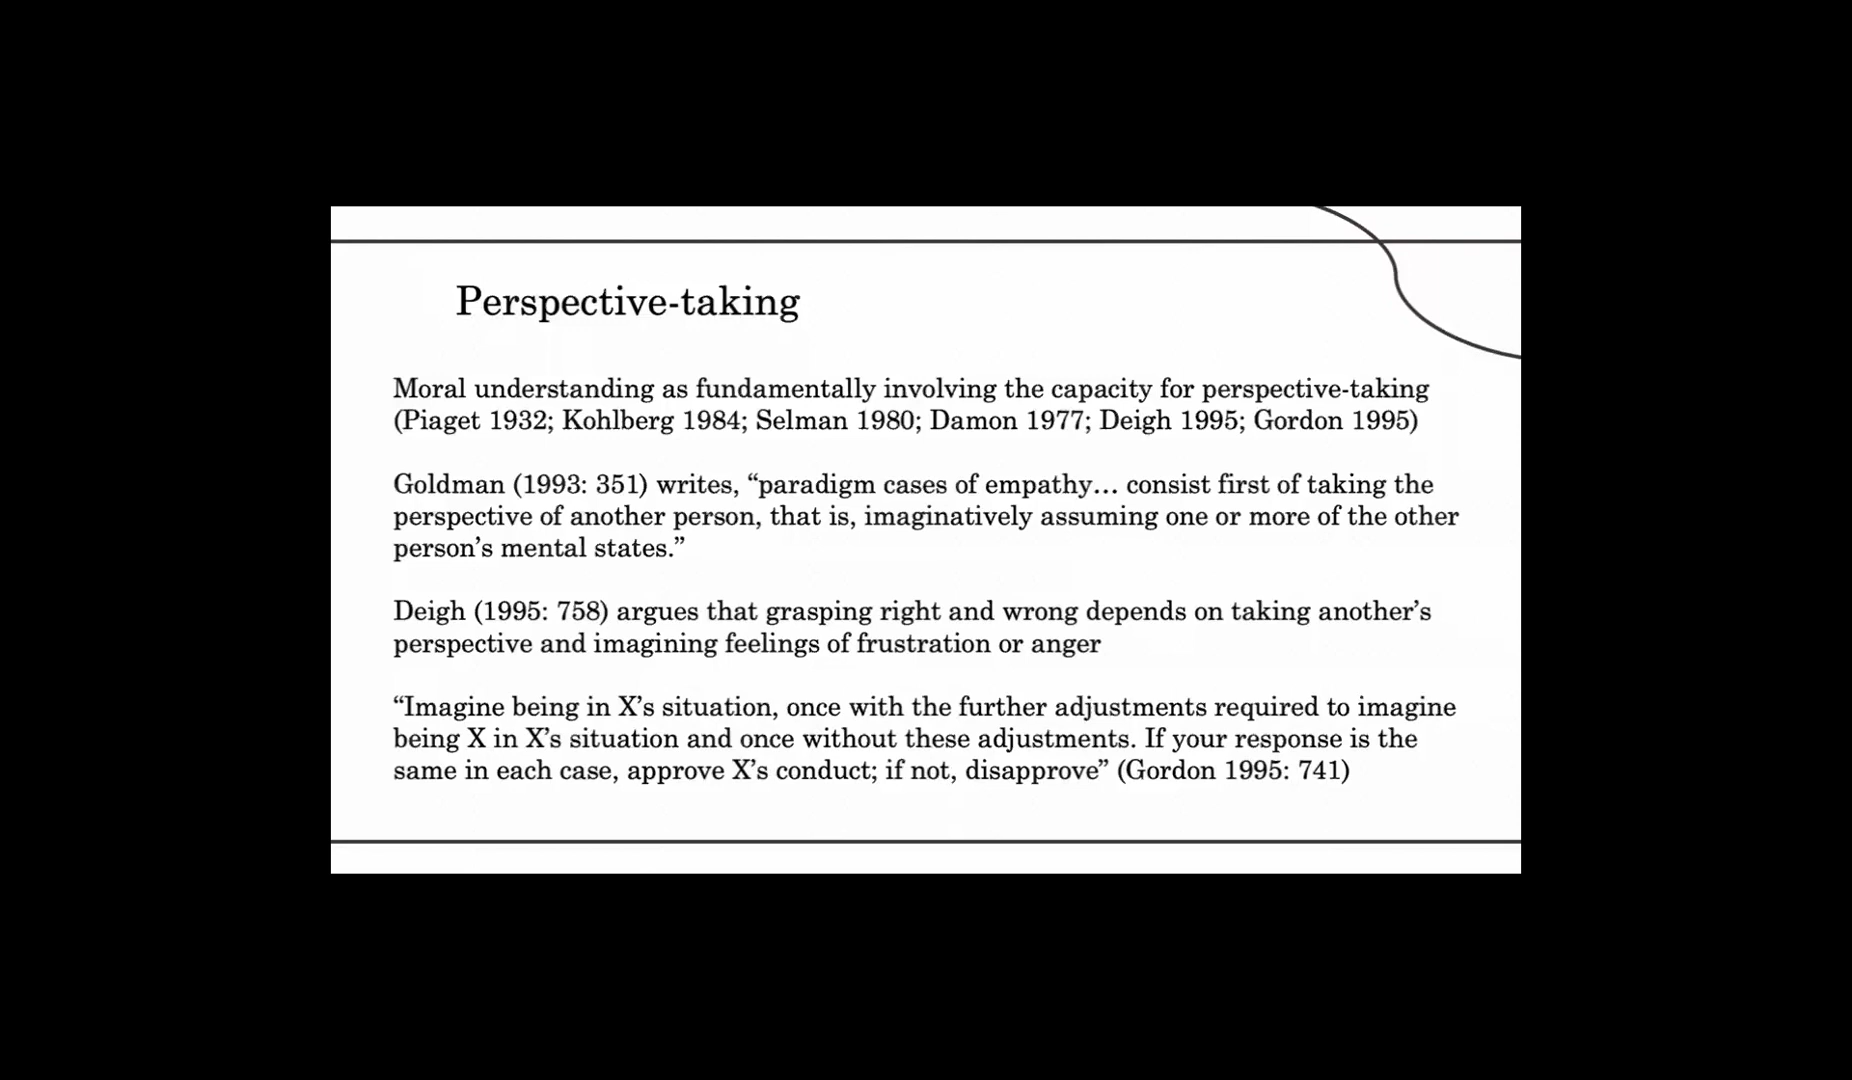 Perspective-taking
Moral understanding as fundamentally involving the capacity for perspective-taking
(Piaget 1932; Kohlberg 1984; Selman 1980; Damon 1977; Deigh 1995; Gordon 1995)
Goldman (1993: 351) writes, “paradigm cases of empathy… consist first of taking the
perspective of another person, that is, imaginatively assuming one or more of the other
person’s mental states.”
Deigh (1995: 758) argues that grasping right and wrong depends on taking another’s
perspective and imagining feelings of frustration or anger
“Imagine being in X’s situation, once with the further adjustments required to imagine
being X in X’s situation and once without these adjustments. If your response is the
same in each case, approve X’s conduct; if not, disapprove” (Gordon 1995: 741)